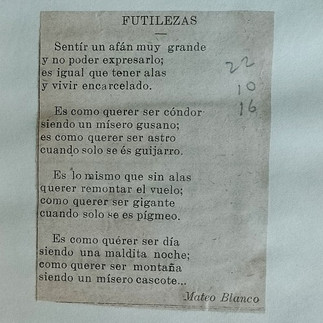 FUTILEZAS
Sentír un afán muy grande
y no poder expresarlo;
es igual que tener alas
y vivir encarcelado.
Es como querer ser cóndor
siendo un mísero gusano;
es como querer ser astro
cuando solo se és guijarro.
Es lo mismo que sin alas
querer remontar el vuelo;
como querer ser gigante
cuando solo se es pígmeo.
Es como quérer ser día
siendo una maldita noche;
como querer ser montaña
siendo un mísero cascote...
Mateo Blanco
22
10
16